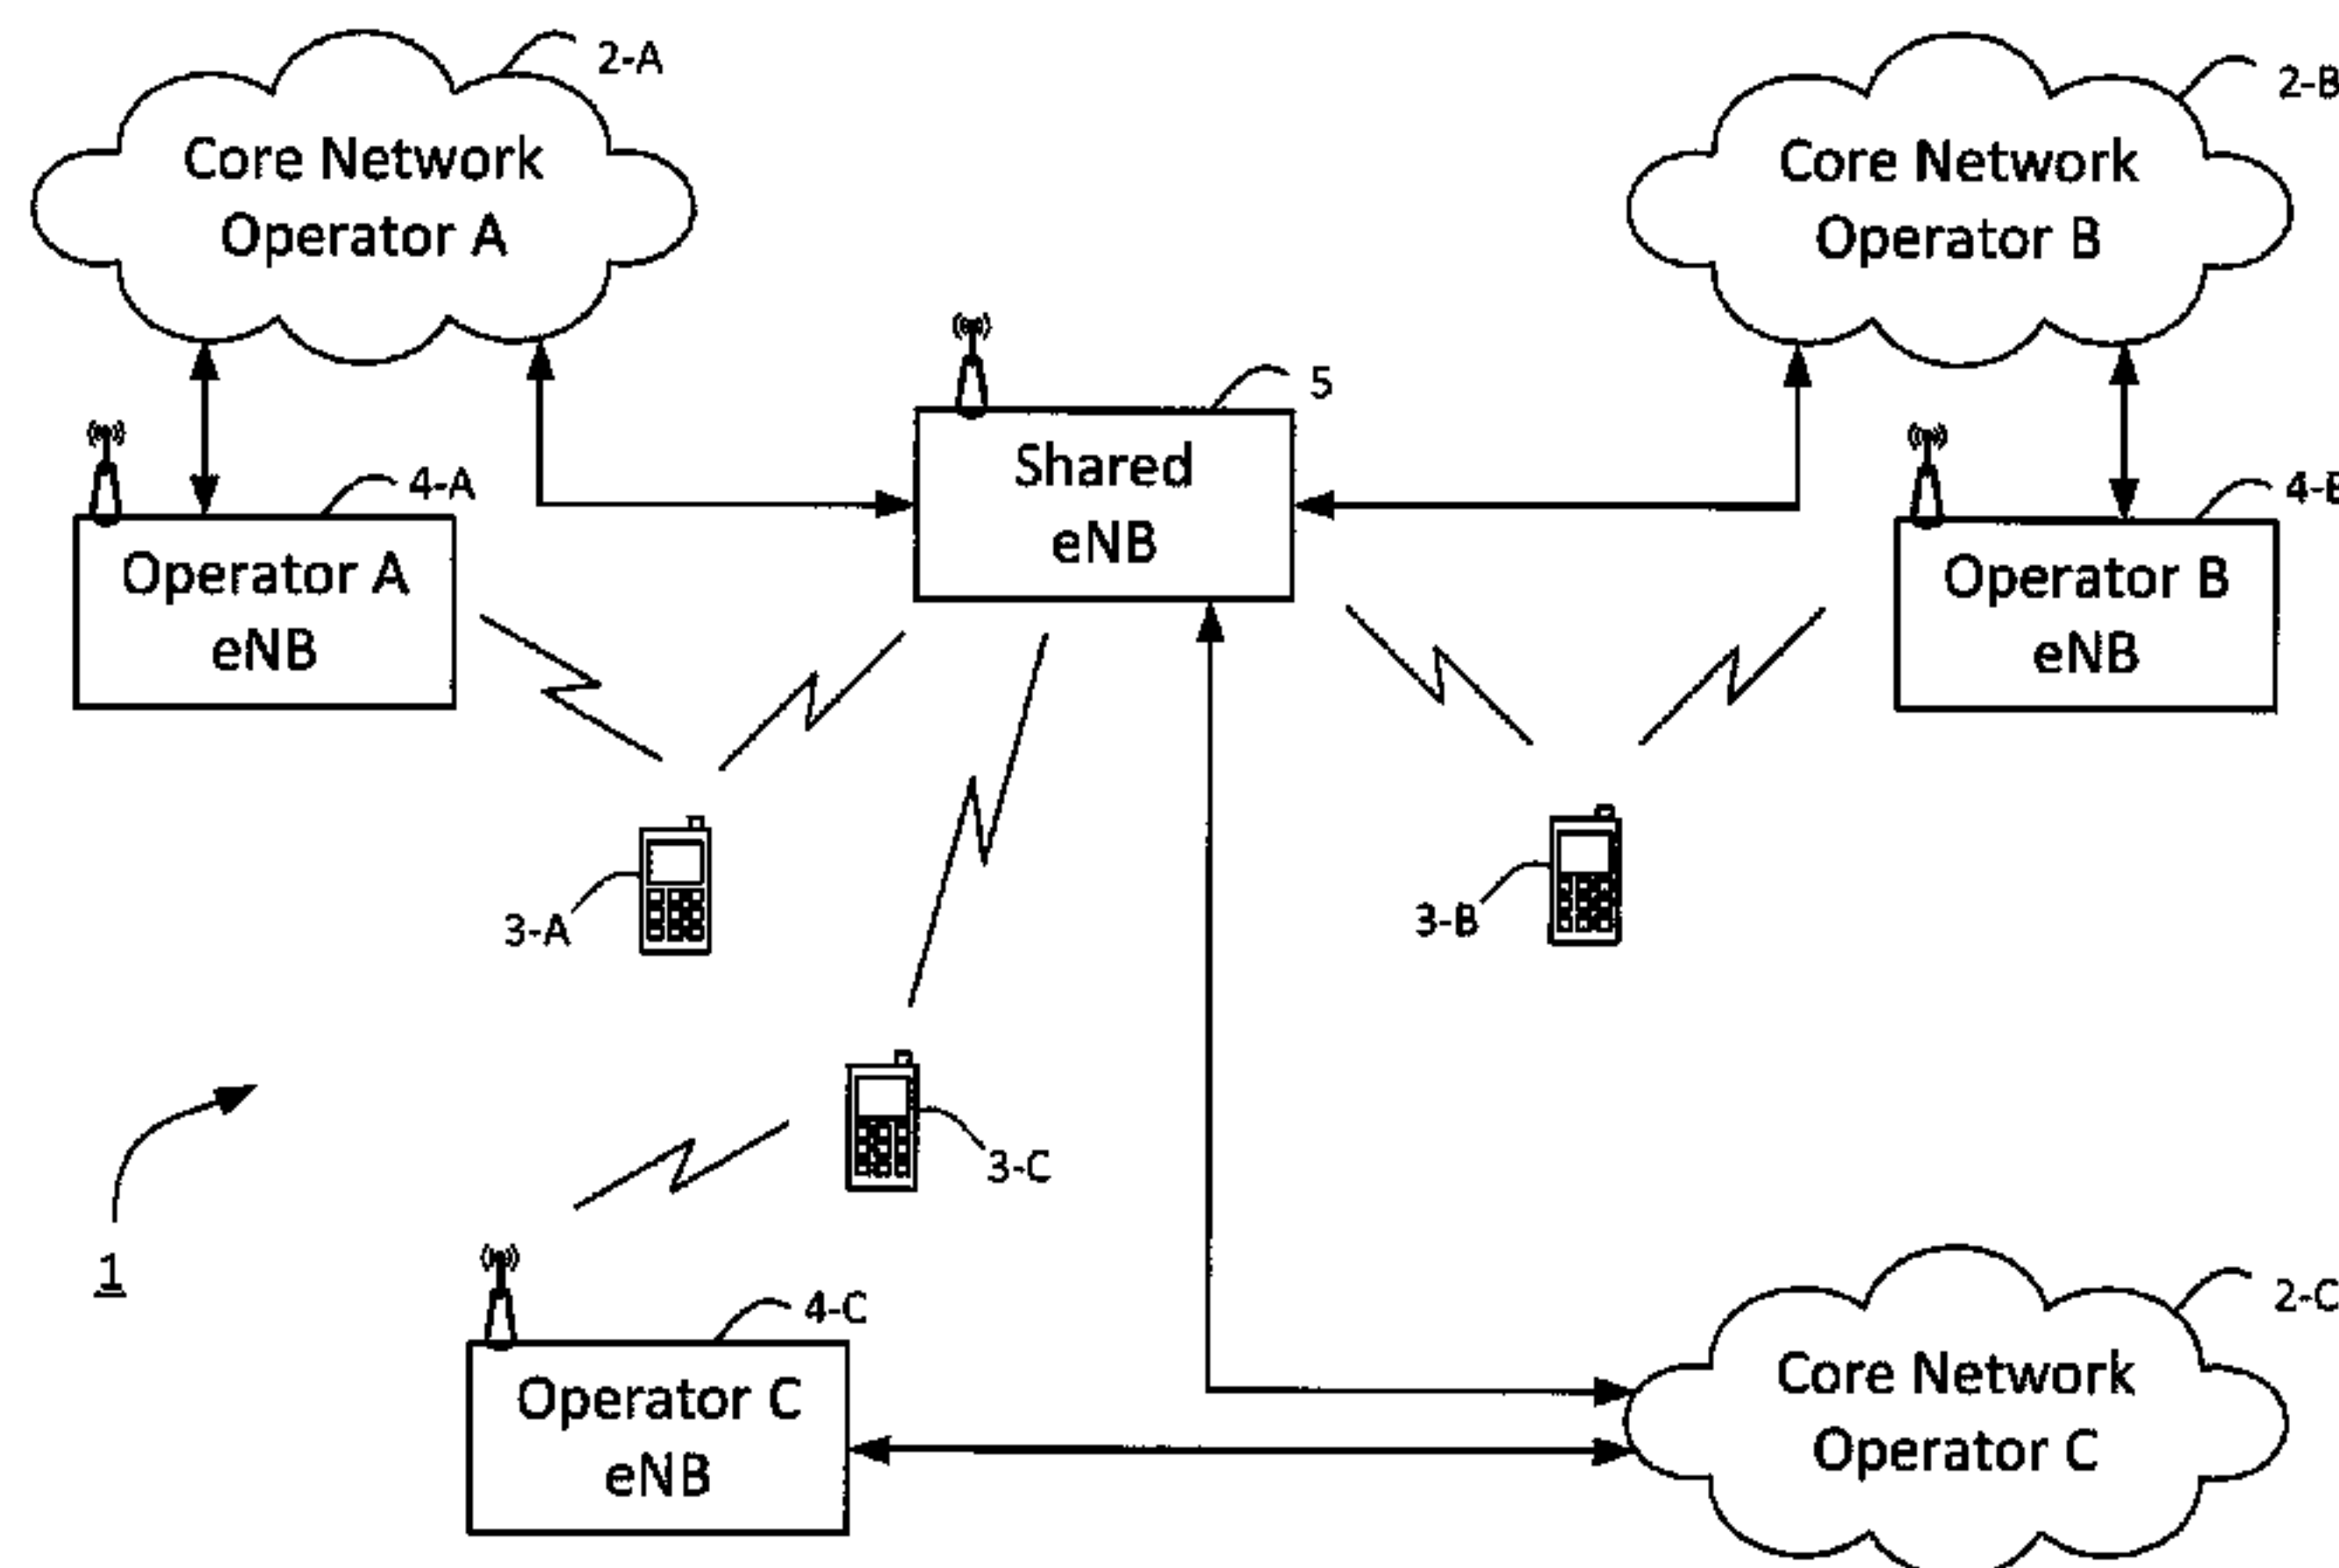 2-A
Core Network
Operator A
2-B
Core Network
Operator B
5
Shared
eNB
4-A
Operator A
eNB
4-B
Operator B
eNB
3-A
3-B
3-C
1
4-C
Operator C
eNB
2-C
Core Network
Operator C